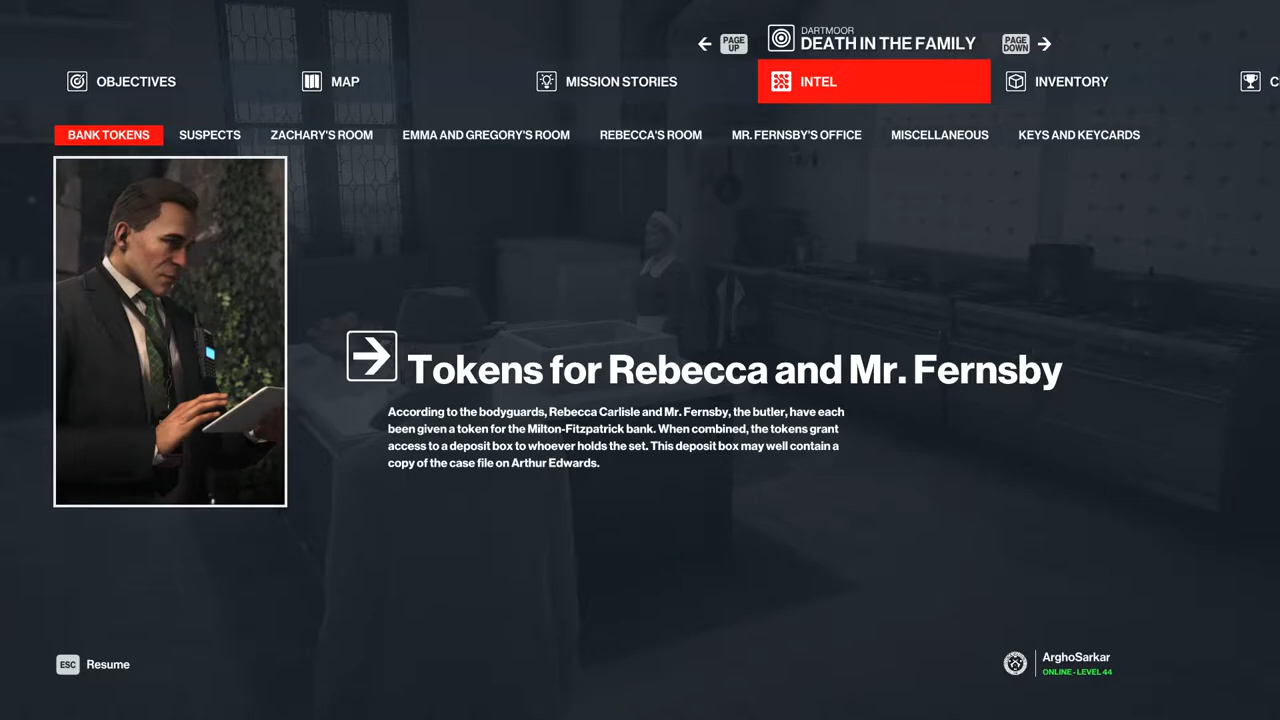 DARTMOOR
PAGE UP
DEATH IN THE FAMILY
PAGE DOWN
OBJECTIVES
MAP
MISSION STORIES
INTEL
INVENTORY
C
BANK TOKENS
SUSPECTS
ZACHARY'S ROOM
EMMA AND GREGORY'S ROOM
REBECCA'S ROOM
MR. FERNSBY'S OFFICE
MISCELLANEOUS
KEYS AND KEYCARDS
Tokens for Rebecca and Mr. Fernsby
According to the bodyguards, Rebecca Carlisle and Mr. Fernsby, the butler, have each
been given a token for the Milton-Fitzpatrick bank. When combined, the tokens grant
access to a deposit box to whoever holds the set. This deposit box may well contain a
copy of the case file on Arthur Edwards.
ESC Resume
ArghoSarkar
ONLINE - LEVEL 44